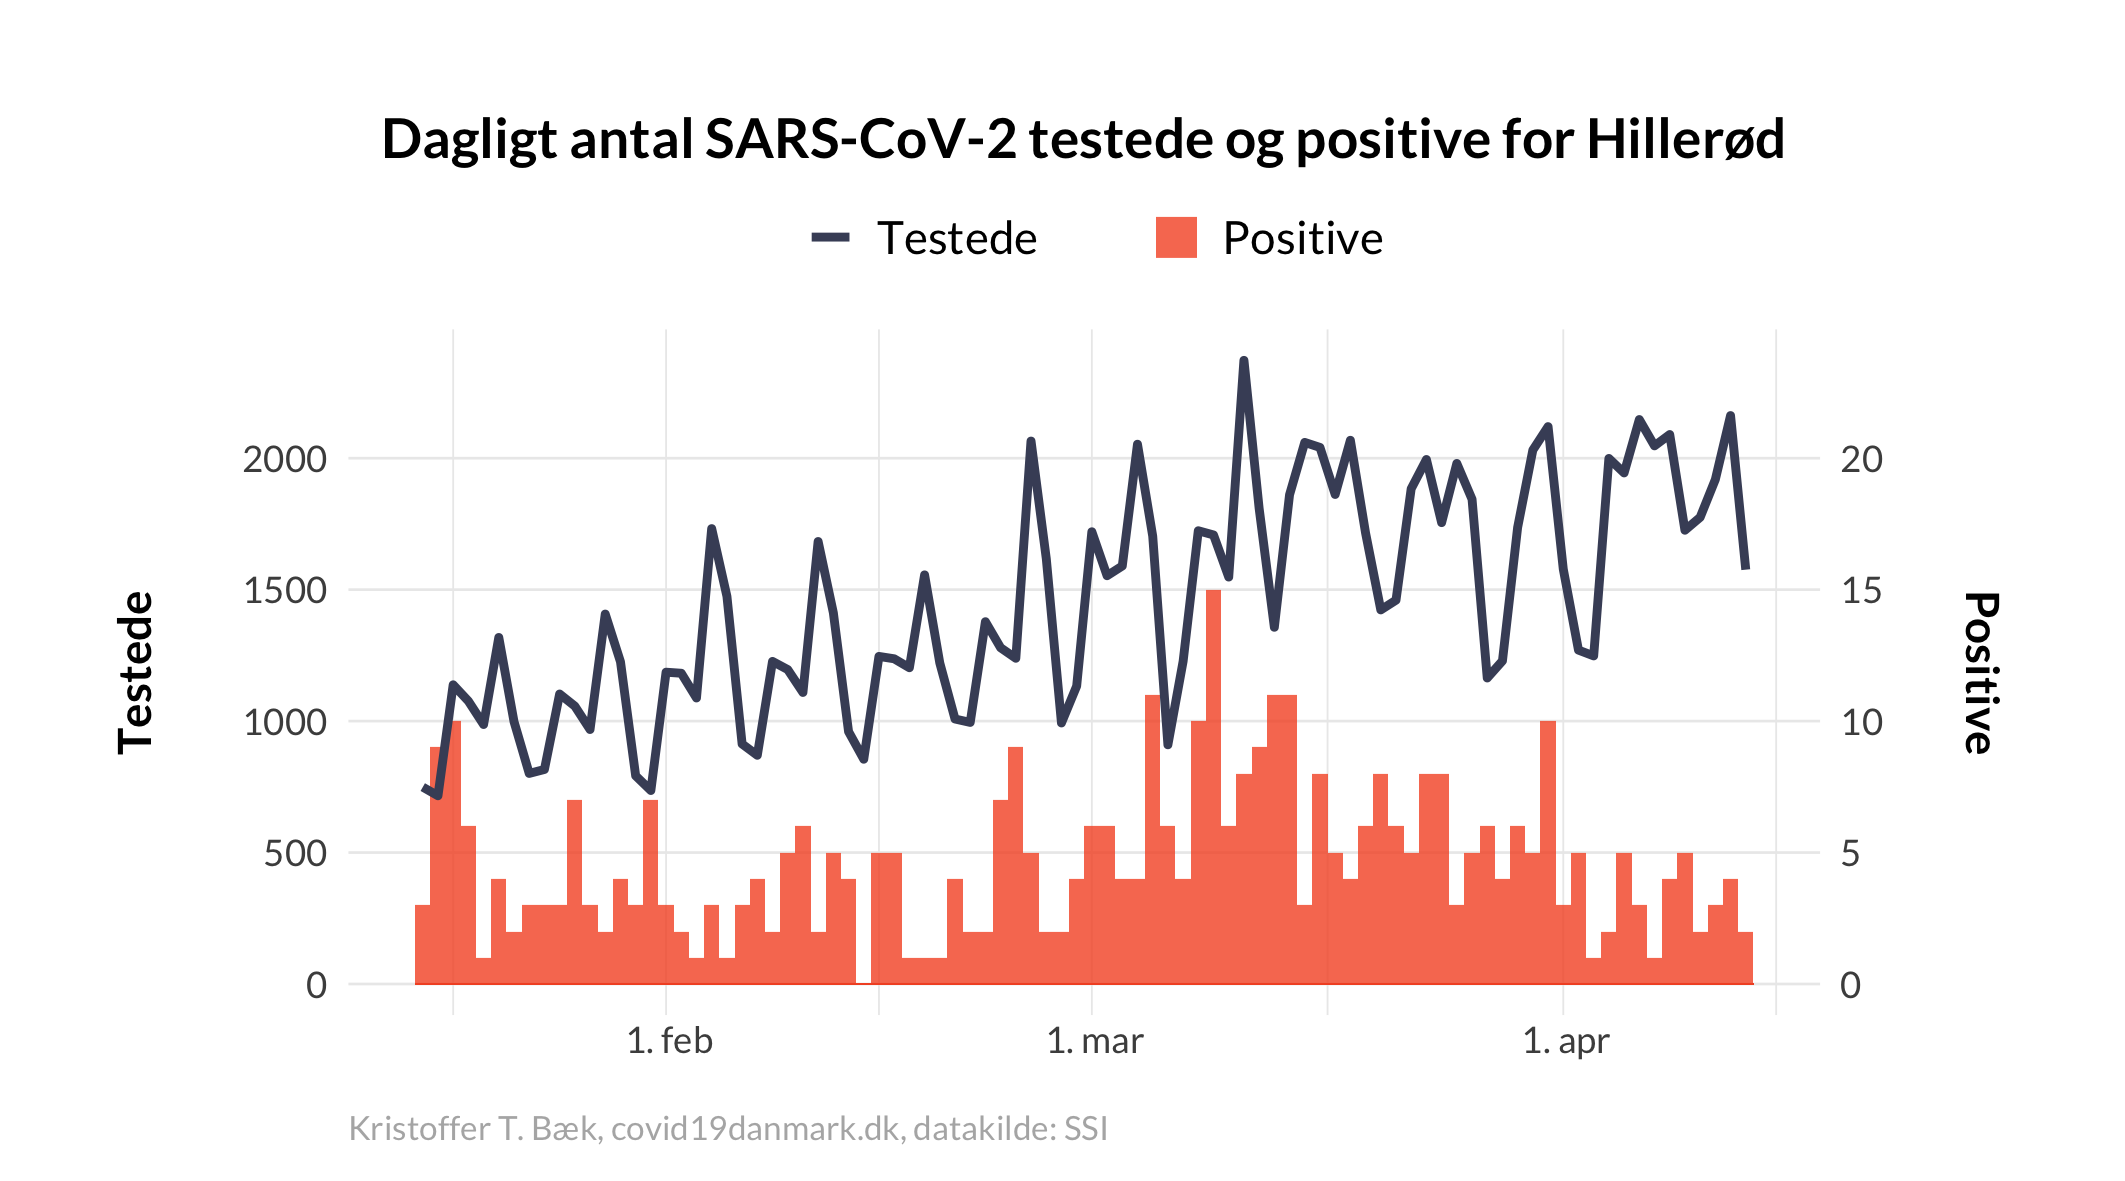 Dagligt antal SARS-CoV-2 testede og positive for Hillerød
Testede
Positive
2000
1500
1000
500
0
Testede
20
15
10
5
0
Positive
1. feb
1. mar
1. apr
Kristoffer T. Bæk, covid19danmark.dk, datakilde: SSI